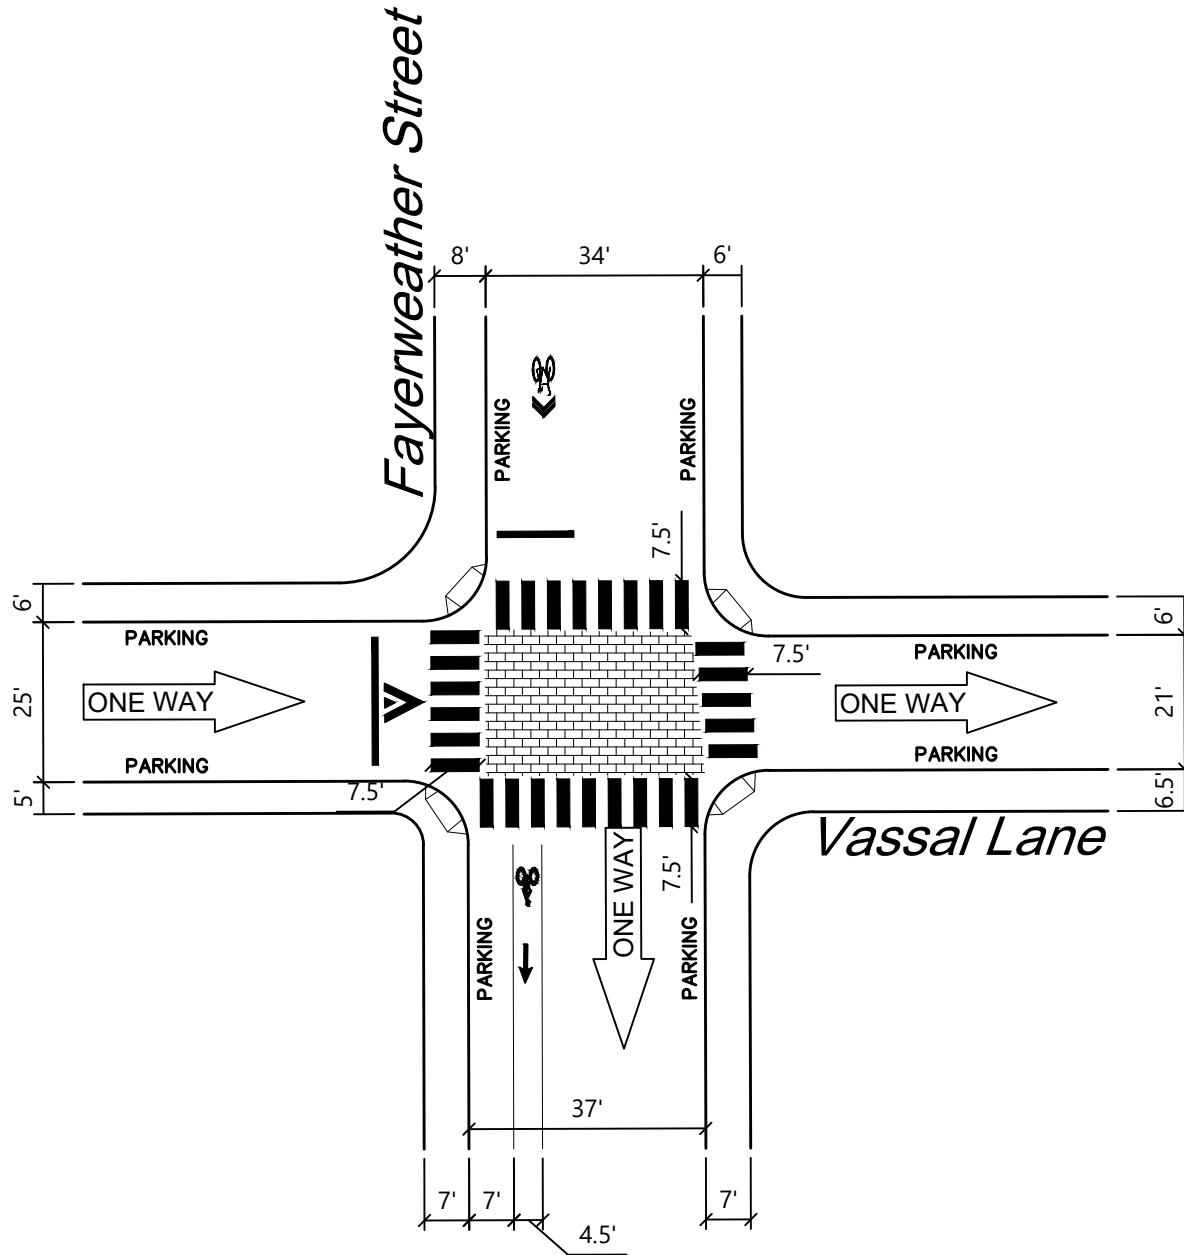 Fayerweather Street
8'
34'
6'
PARKING
PARKING
7.5'
6'
25'
5'
PARKING
ONE WAY
PARKING
7.5'
7.5'
PARKING
ONE WAY
PARKING
6'
21'
6.5'
Vassal Lane
ONE WAY
7.5'
PARKING
PARKING
37'
7'
7'
7'
4.5'